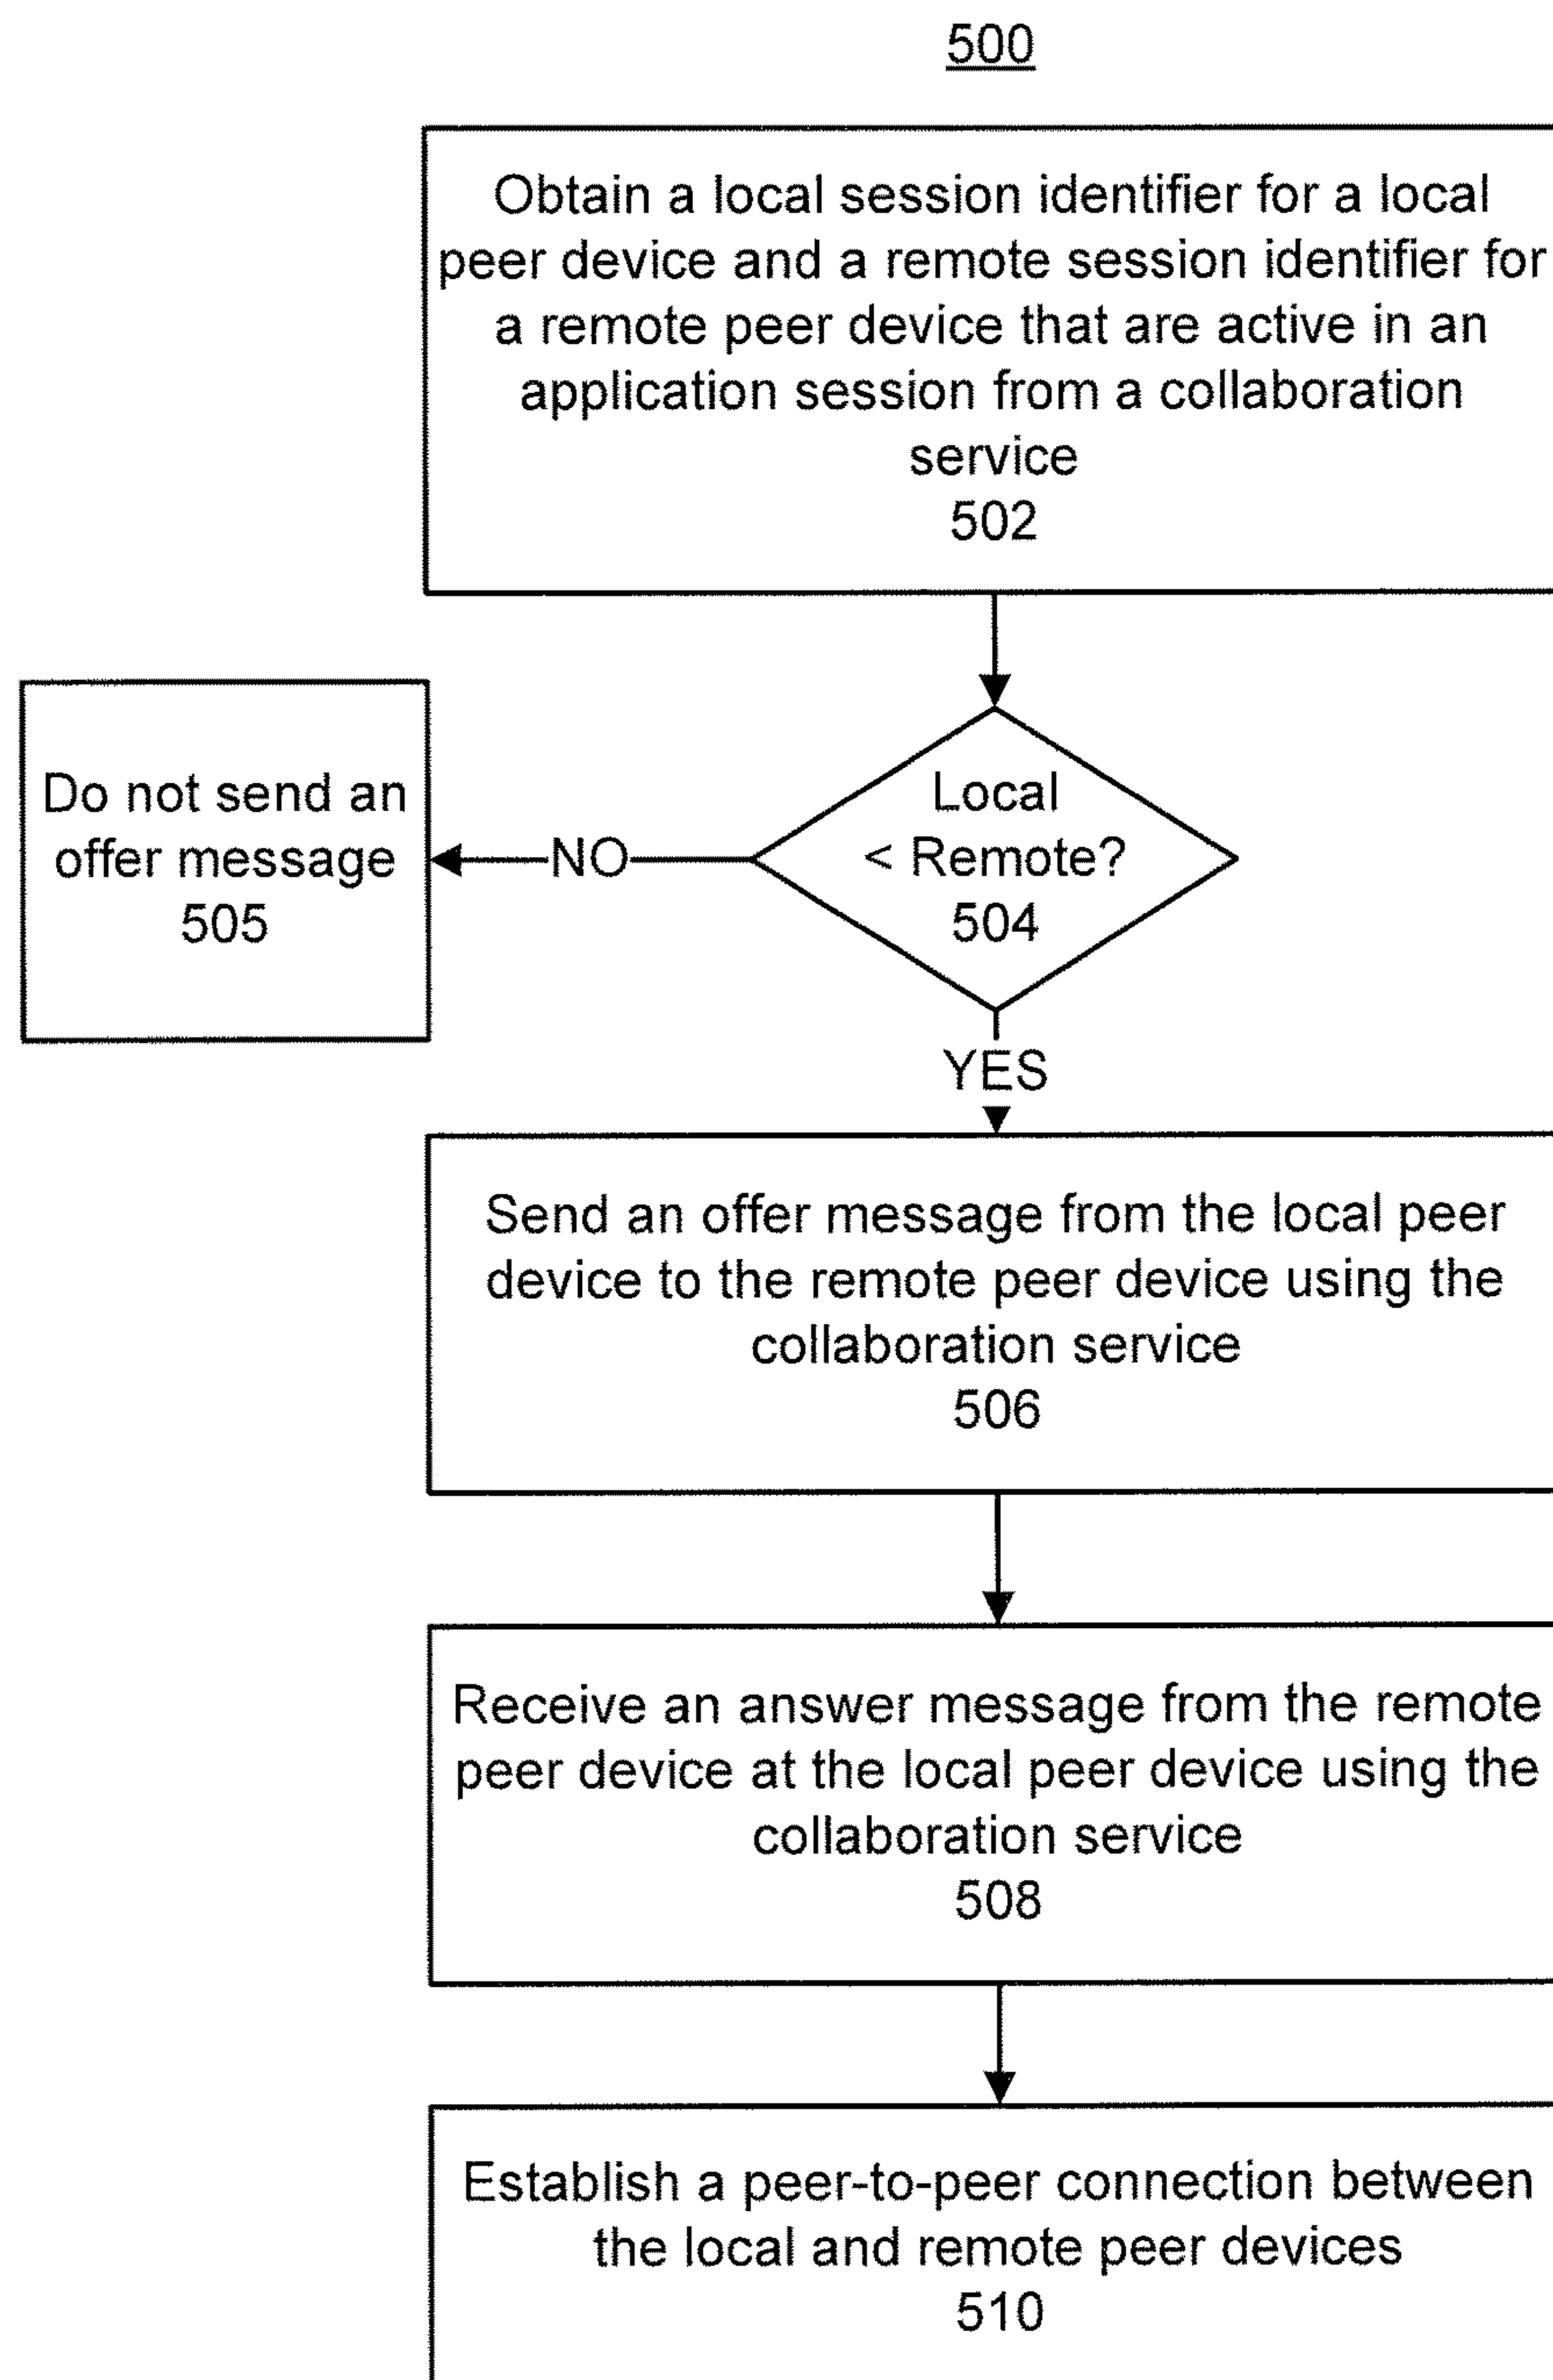 500
Obtain a local session identifier for a local
peer device and a remote session identifier for
a remote peer device that are active in an
application session from a collaboration
service
502
Local
< Remote?
504
NO
Do not send an
offer message
505
YES
Send an offer message from the local peer
device to the remote peer device using the
collaboration service
506
Receive an answer message from the remote
peer device at the local peer device using the
collaboration service
508
Establish a peer-to-peer connection between
the local and remote peer devices
510